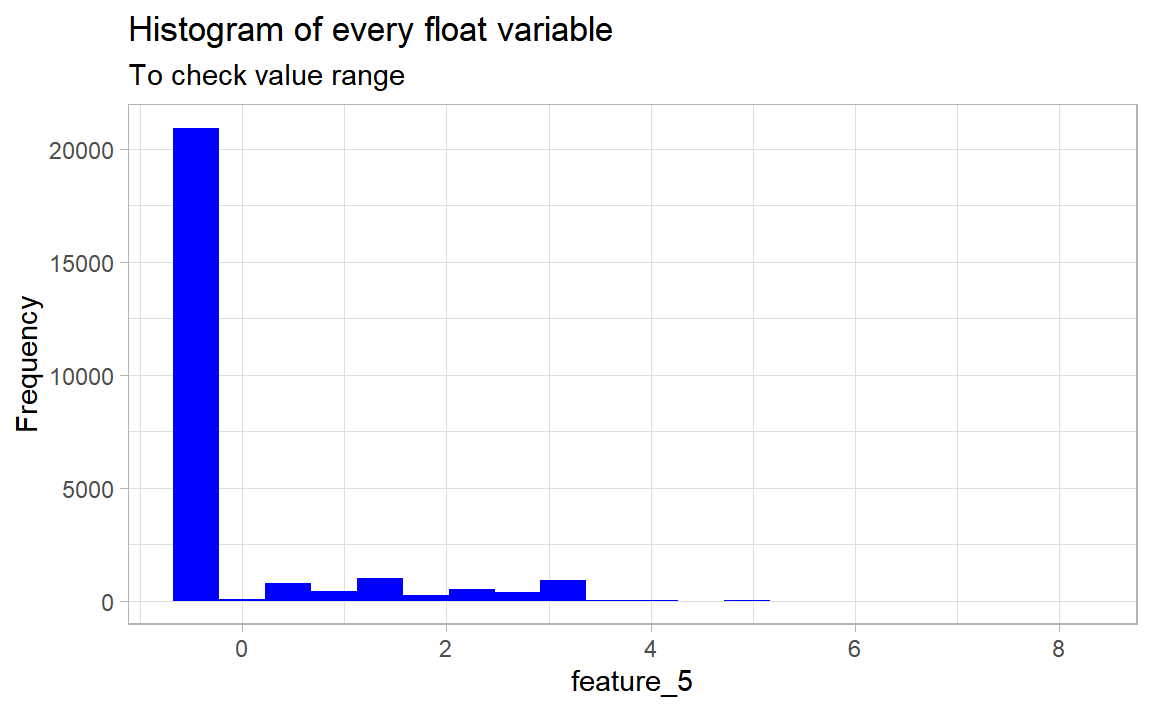 Histogram of every float variable
To check value range
20000
15000
10000
5000
0
Frequency
0 2 4 6 8
feature_5